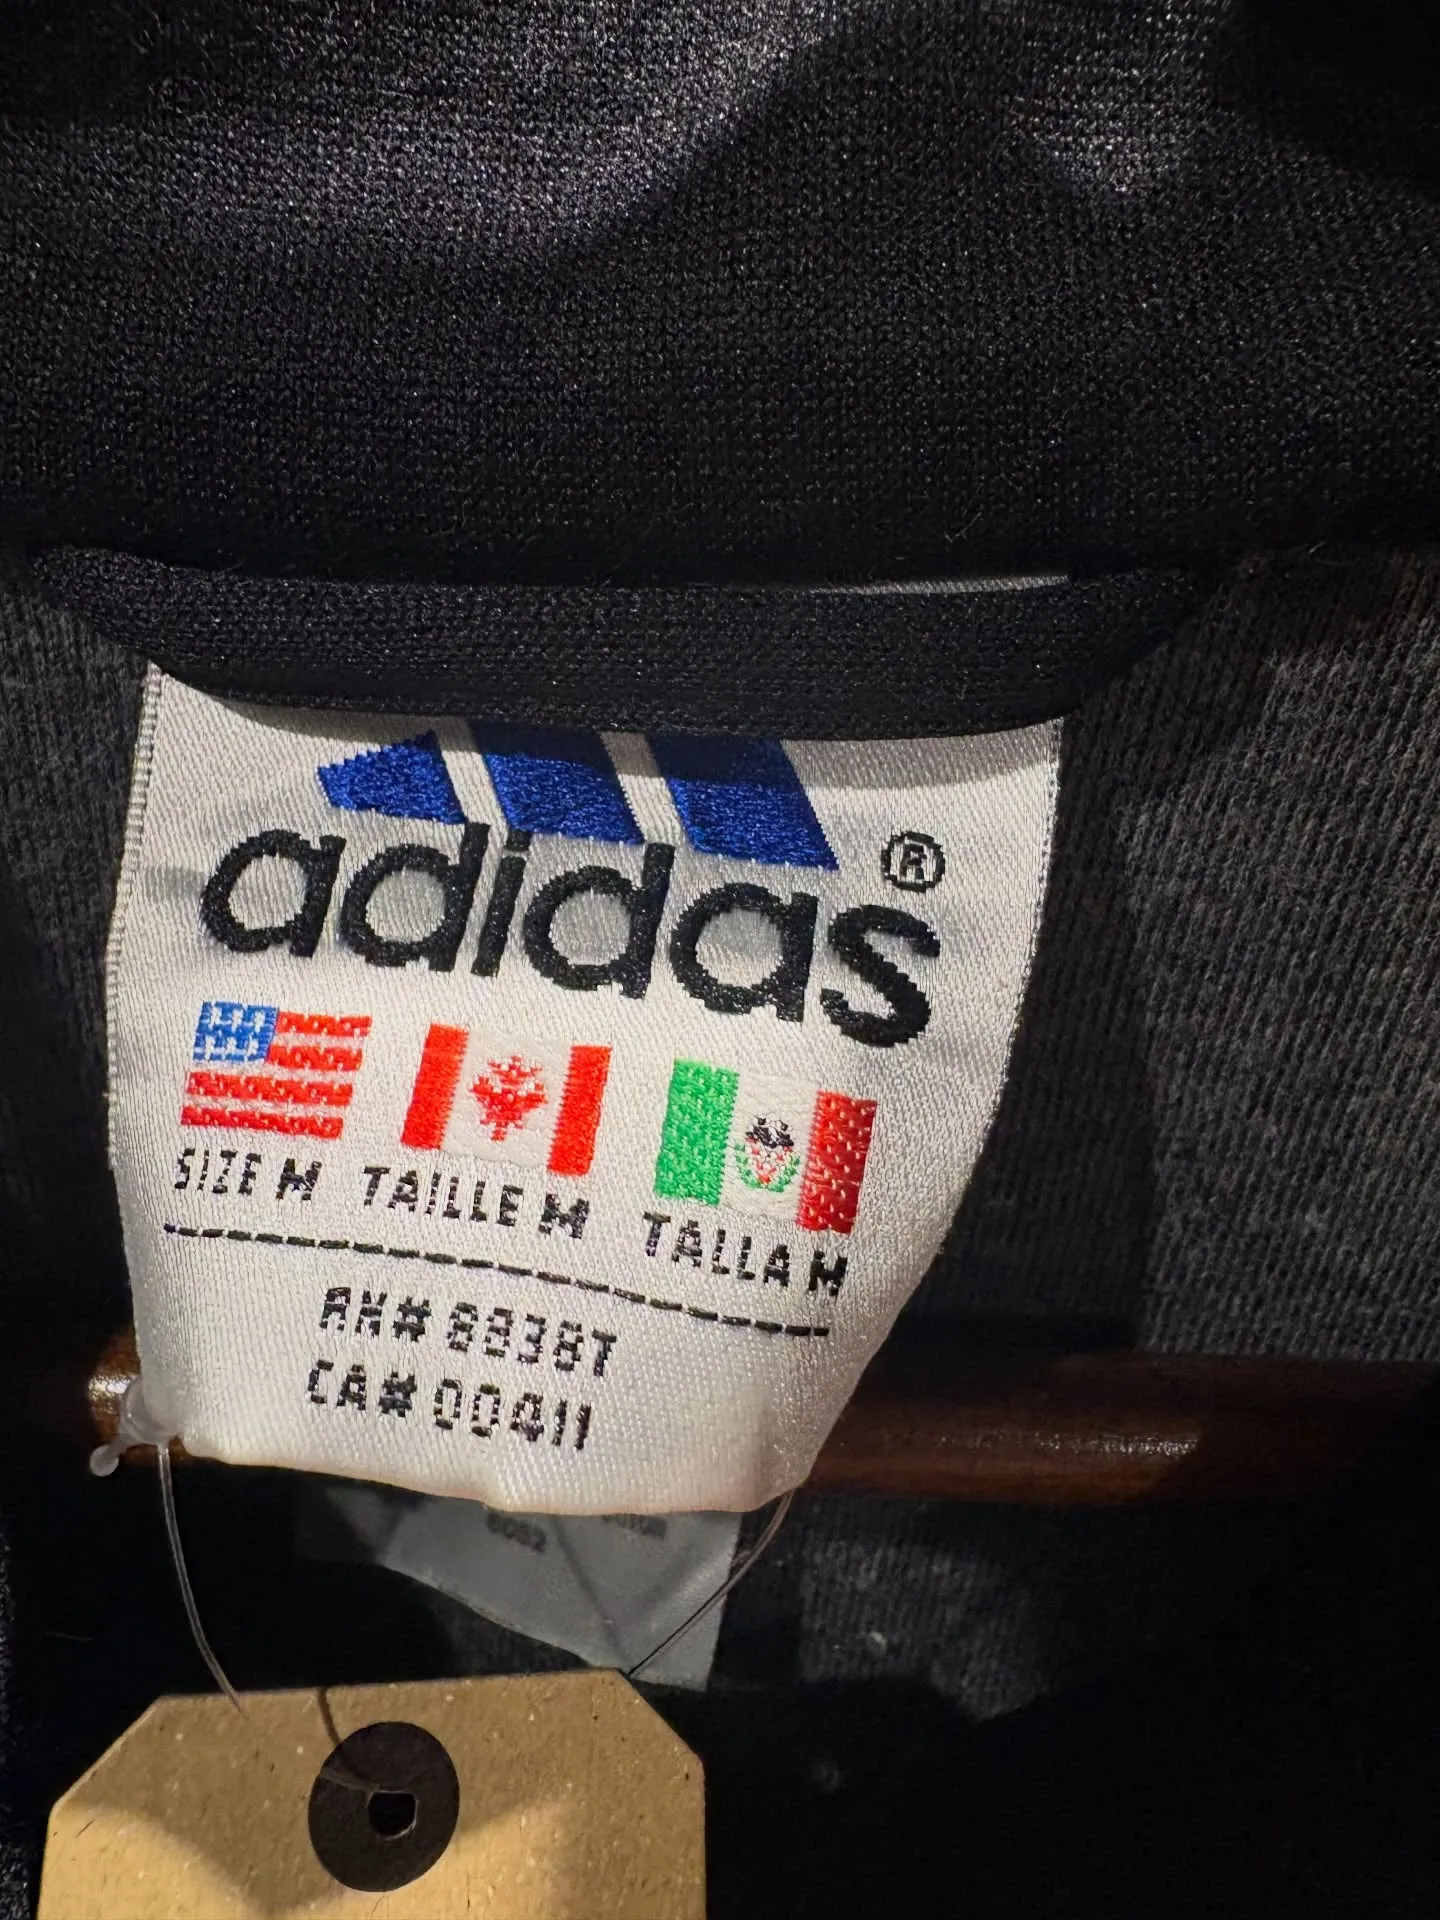 adidas®
SIZE M TAILLE M TALLA M
RN# 88387
CA# 00411